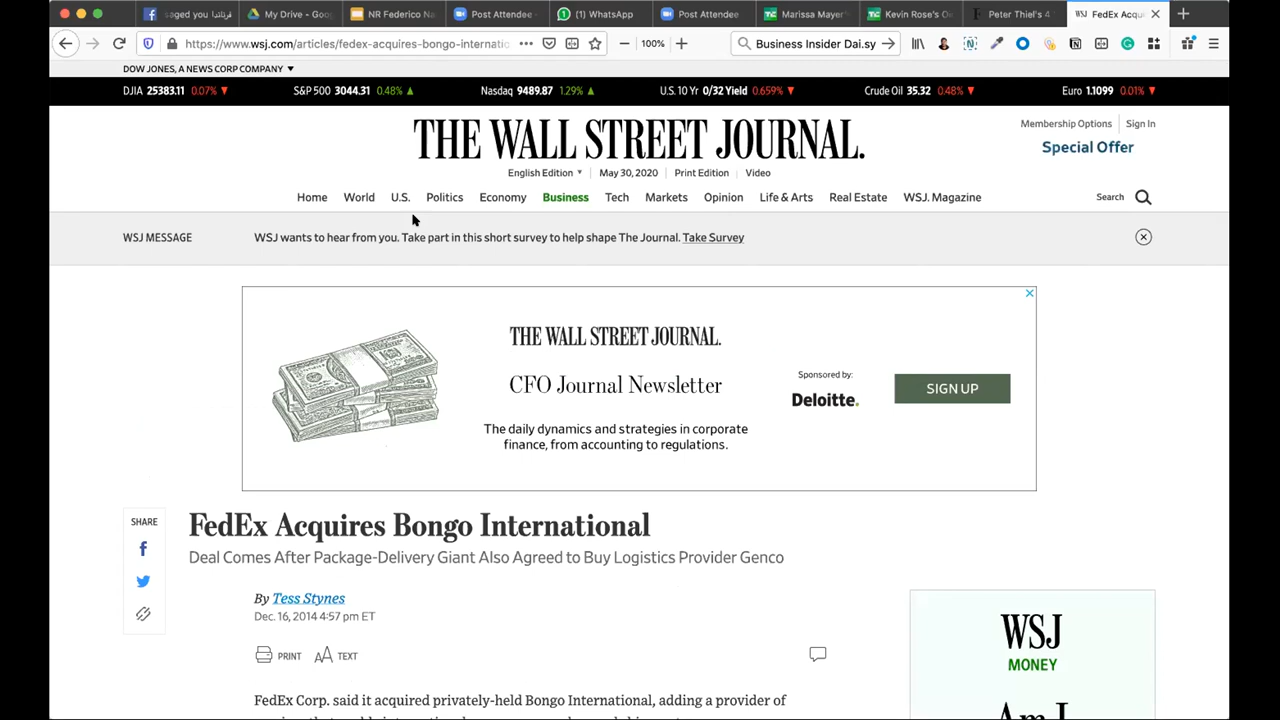 saged you فرناندا
My Drive - Goo
NR Federico Na
Post Attendee -
(1) WhatsApp
Post Attendee
Marissa Mayer'
Kevin Rose's O
Peter Thiel's 4
WSJ FedEx Acqu
https://www.wsj.com/articles/fedex-acquires-bongo-internatio
100%
Business Insider Dai.sy
DOW JONES, A NEWS CORP COMPANY
DJIA 25383.11 0.07% ▼
S&P 500 3044.31 0.48% ▲
Nasdaq 9489.87 1.29% ▲
U.S. 10 Yr 0/32 Yield 0.659% ▼
Crude Oil 35.32 0.48% ▼
Euro 1.1099 0.01% ▼
THE WALL STREET JOURNAL.
Membership Options | Sign In
Special Offer
English Edition ▼ | May 30, 2020 | Print Edition | Video
Home World U.S. Politics Economy Business Tech Markets Opinion Life & Arts Real Estate WSJ. Magazine
Search
WSJ MESSAGE
WSJ wants to hear from you. Take part in this short survey to help shape The Journal. Take Survey
THE WALL STREET JOURNAL.
CFO Journal Newsletter
The daily dynamics and strategies in corporate
finance, from accounting to regulations.
Sponsored by:
Deloitte.
SIGN UP
SHARE
FedEx Acquires Bongo International
Deal Comes After Package-Delivery Giant Also Agreed to Buy Logistics Provider Genco
By Tess Stynes
Dec. 16, 2014 4:57 pm ET
PRINT AA TEXT
WSJ
MONEY
Am I
FedEx Corp. said it acquired privately-held Bongo International, adding a provider of